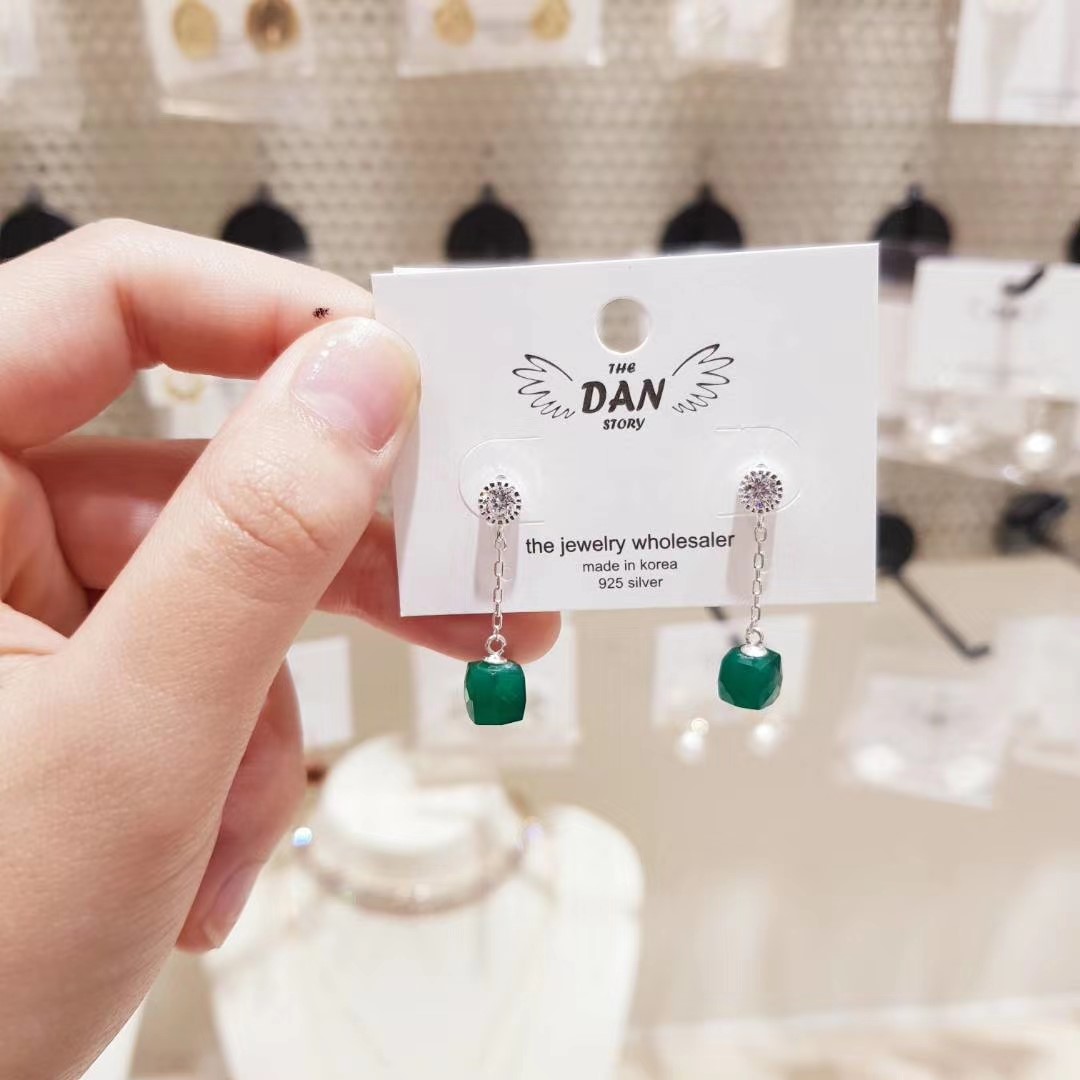 THE
DAN
STORY
the jewelry wholesaler
made in korea
925 silver